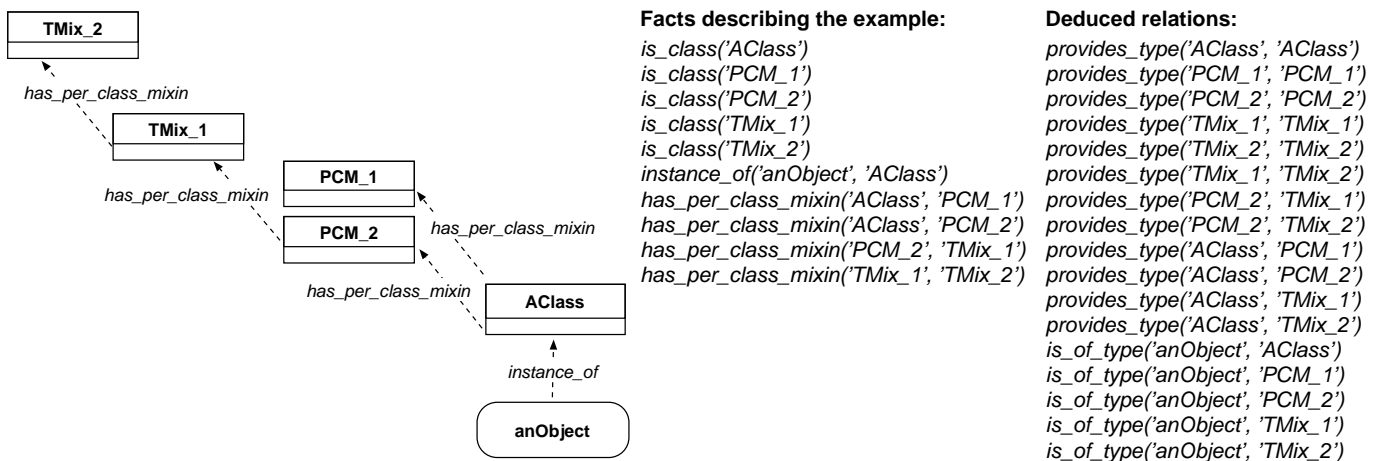 TMix_2
has_per_class_mixin
TMix_1
has_per_class_mixin
PCM_1
PCM_2
has_per_class_mixin
has_per_class_mixin
AClass
instance_of
anObject
Facts describing the example:
is_class('AClass')
is_class('PCM_1')
is_class('PCM_2')
is_class('TMix_1')
is_class('TMix_2')
instance_of('anObject', 'AClass')
has_per_class_mixin('AClass', 'PCM_1')
has_per_class_mixin('AClass', 'PCM_2')
has_per_class_mixin('PCM_2', 'TMix_1')
has_per_class_mixin('TMix_1', 'TMix_2')
Deduced relations:
provides_type('AClass', 'AClass')
provides_type('PCM_1', 'PCM_1')
provides_type('PCM_2', 'PCM_2')
provides_type('TMix_1', 'TMix_1')
provides_type('TMix_2', 'TMix_2')
provides_type('TMix_1', 'TMix_2')
provides_type('PCM_2', 'TMix_1')
provides_type('PCM_2', 'TMix_2')
provides_type('AClass', 'PCM_1')
provides_type('AClass', 'PCM_2')
provides_type('AClass', 'TMix_1')
provides_type('AClass', 'TMix_2')
is_of_type('anObject', 'AClass')
is_of_type('anObject', 'PCM_1')
is_of_type('anObject', 'PCM_2')
is_of_type('anObject', 'TMix_1')
is_of_type('anObject', 'TMix_2')